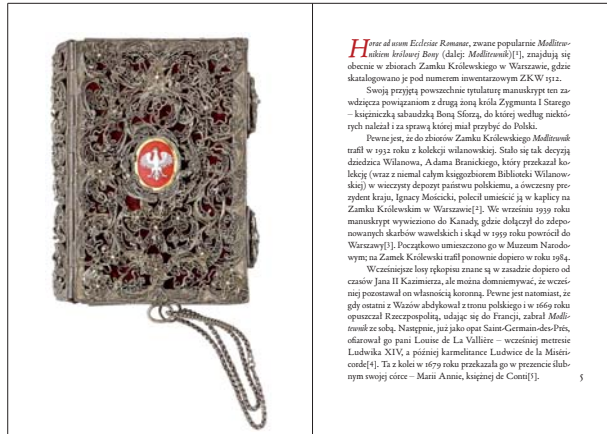 Horae ad usum Ecclesiae Romanae, zwane popularnie Modlitew-
nikiem królowej Bony (dalej: Modlitewnik)[1], znajdują się
obecnie w zbiorach Zamku Królewskiego w Warszawie, gdzie
skatalogowano je pod numerem inwentarzowym ZKW 1512.
Swoją przyjętą powszechnie tytulaturę manuskrypt ten za-
wdzięcza powiązaniom z drugą żoną króla Zygmunta I Starego
– księżniczką sabaudzką Boną Sforzą, do której według niektó-
rych należał i za sprawą której miał przybyć do Polski.
Pewne jest, że do zbiorów Zamku Królewskiego Modlitewnik
trafił w 1932 roku z kolekcji wilanowskiej. Stało się tak decyzją
dziedzica Wilanowa, Adama Branickiego, który przekazał ko-
lekcję (wraz z niemal całym księgozbiorem Biblioteki Wilanow-
skiej) w wieczysty depozyt państwu polskiemu, a ówczesny pre-
zydent kraju, Ignacy Mościcki, polecił umieścić ją w kaplicy na
Zamku Królewskim w Warszawie[2]. We wrześniu 1939 roku
manuskrypt wywieziono do Kanady, gdzie dołączył do zdepo-
nowanych skarbów wawelskich i skąd w 1959 roku powrócił do
Warszawy[3]. Początkowo umieszczono go w Muzeum Narodo-
wym; na Zamek Królewski trafił ponownie dopiero w roku 1984.
Wcześniejsze losy rękopisu znane są w zasadzie dopiero od
czasów Jana II Kazimierza, ale można domniemywać, że wcześ-
niej pozostawał on własnością koronną. Pewne jest natomiast, że
gdy ostatni z Wazów abdykował z tronu polskiego i w 1669 roku
opuszczał Rzeczpospolitą, udając się do Francji, zabrał Modli-
tewnik ze sobą. Następnie, już jako opat Saint-Germain-des-Prés,
ofiarował go pani Louise de La Vallière – wcześniej metresie
Ludwika XIV, a później karmelitance Ludwice de la Miséri-
corde[4]. Ta z kolei w 1679 roku przekazała go w prezencie ślub-
nym swojej córce – Marii Annie, księżnej de Conti[5].
5